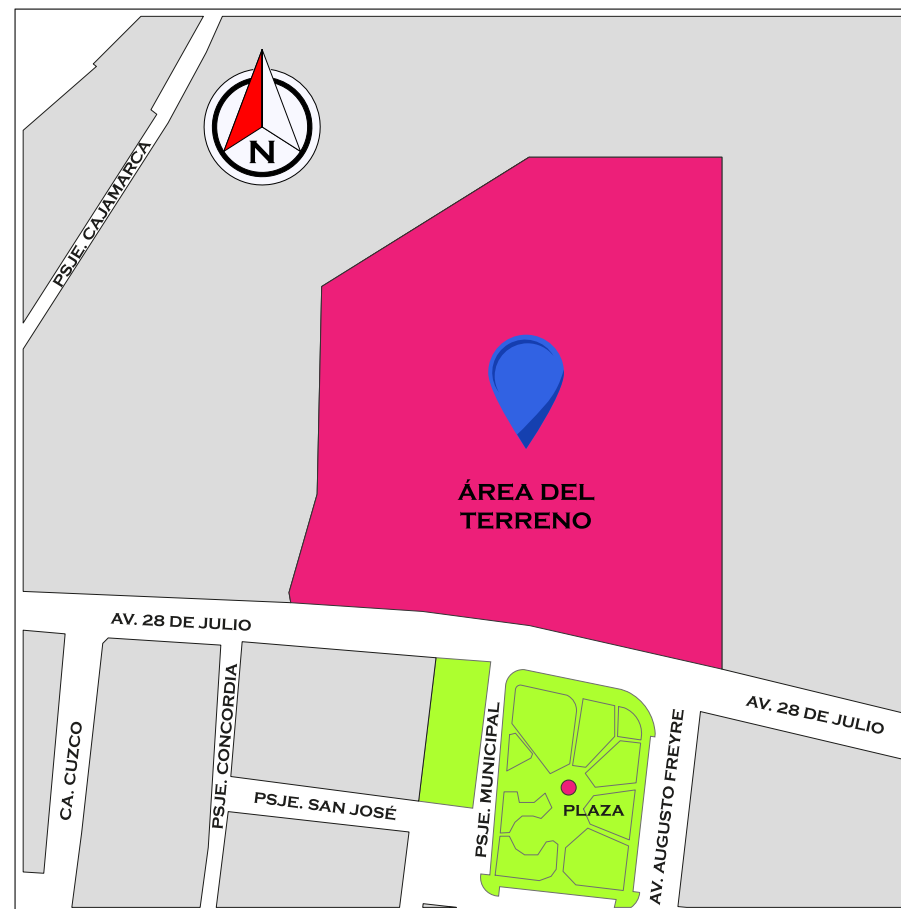 N
PSJE. CAJAMARCA
ÁREA DEL
TERRENO
AV. 28 DE JULIO
AV. 28 DE JULIO
CA. CUZCO
PSJE. CONCORDIA
PSJE. SAN JOSÉ
PSJE. MUNICIPAL
PLAZA
AV. AUGUSTO FREYRE